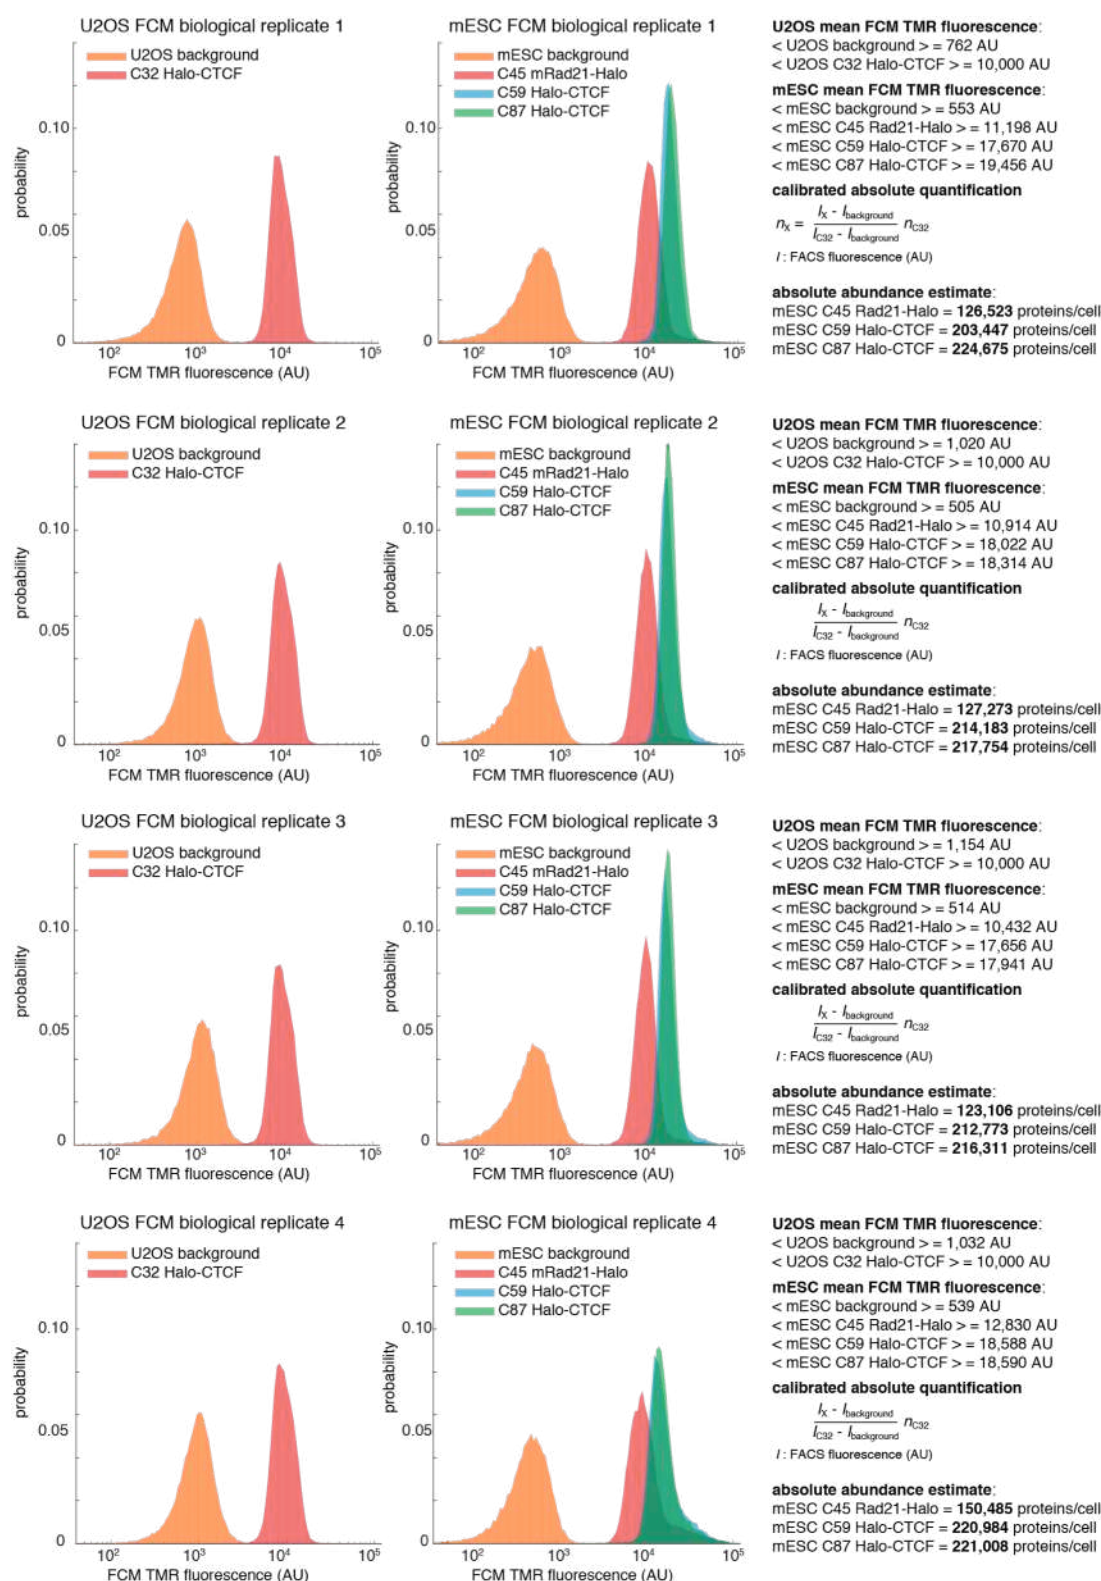 U2OS FCM biological replicate 1
U2OS background
C32 Halo-CTCF
probability
0.10
0.05
0
10²
10³
10⁴
10⁵
FCM TMR fluorescence (AU)
mESC FCM biological replicate 1
mESC background
C45 mRad21-Halo
C59 Halo-CTCF
C87 Halo-CTCF
probability
0.10
0.05
0
10²
10³
10⁴
10⁵
FCM TMR fluorescence (AU)
U2OS mean FCM TMR fluorescence:
< U2OS background > = 762 AU
< U2OS C32 Halo-CTCF > = 10,000 AU
mESC mean FCM TMR fluorescence:
< mESC background > = 553 AU
< mESC C45 Rad21-Halo > = 11,198 AU
< mESC C59 Halo-CTCF > = 17,670 AU
< mESC C87 Halo-CTCF > = 19,456 AU
calibrated absolute quantification
nX = IX - Ibackground / IC32 - Ibackground nC32
I : FACS fluorescence (AU)
absolute abundance estimate:
mESC C45 Rad21-Halo = 126,523 proteins/cell
mESC C59 Halo-CTCF = 203,447 proteins/cell
mESC C87 Halo-CTCF = 224,675 proteins/cell
U2OS FCM biological replicate 2
U2OS background
C32 Halo-CTCF
probability
0.10
0.05
0
10²
10³
10⁴
10⁵
FCM TMR fluorescence (AU)
mESC FCM biological replicate 2
mESC background
C45 mRad21-Halo
C59 Halo-CTCF
C87 Halo-CTCF
probability
0.10
0.05
0
10²
10³
10⁴
10⁵
FCM TMR fluorescence (AU)
U2OS mean FCM TMR fluorescence:
< U2OS background > = 1,020 AU
< U2OS C32 Halo-CTCF > = 10,000 AU
mESC mean FCM TMR fluorescence:
< mESC background > = 505 AU
< mESC C45 Rad21-Halo > = 10,914 AU
< mESC C59 Halo-CTCF > = 18,022 AU
< mESC C87 Halo-CTCF > = 18,314 AU
calibrated absolute quantification
IX - Ibackground / IC32 - Ibackground nC32
I : FACS fluorescence (AU)
absolute abundance estimate:
mESC C45 Rad21-Halo = 127,273 proteins/cell
mESC C59 Halo-CTCF = 214,183 proteins/cell
mESC C87 Halo-CTCF = 217,754 proteins/cell
U2OS FCM biological replicate 3
U2OS background
C32 Halo-CTCF
probability
0.10
0.05
0
10²
10³
10⁴
10⁵
FCM TMR fluorescence (AU)
mESC FCM biological replicate 3
mESC background
C45 mRad21-Halo
C59 Halo-CTCF
C87 Halo-CTCF
probability
0.10
0.05
0
10²
10³
10⁴
10⁵
FCM TMR fluorescence (AU)
U2OS mean FCM TMR fluorescence:
< U2OS background > = 1,154 AU
< U2OS C32 Halo-CTCF > = 10,000 AU
mESC mean FCM TMR fluorescence:
< mESC background > = 514 AU
< mESC C45 Rad21-Halo > = 10,432 AU
< mESC C59 Halo-CTCF > = 17,656 AU
< mESC C87 Halo-CTCF > = 17,941 AU
calibrated absolute quantification
IX - Ibackground / IC32 - Ibackground nC32
I : FACS fluorescence (AU)
absolute abundance estimate:
mESC C45 Rad21-Halo = 123,106 proteins/cell
mESC C59 Halo-CTCF = 212,773 proteins/cell
mESC C87 Halo-CTCF = 216,311 proteins/cell
U2OS FCM biological replicate 4
U2OS background
C32 Halo-CTCF
probability
0.10
0.05
0
10²
10³
10⁴
10⁵
FCM TMR fluorescence (AU)
mESC FCM biological replicate 4
mESC background
C45 mRad21-Halo
C59 Halo-CTCF
C87 Halo-CTCF
probability
0.10
0.05
0
10²
10³
10⁴
10⁵
FCM TMR fluorescence (AU)
U2OS mean FCM TMR fluorescence:
< U2OS background > = 1,032 AU
< U2OS C32 Halo-CTCF > = 10,000 AU
mESC mean FCM TMR fluorescence:
< mESC background > = 539 AU
< mESC C45 Rad21-Halo > = 12,830 AU
< mESC C59 Halo-CTCF > = 18,588 AU
< mESC C87 Halo-CTCF > = 18,590 AU
calibrated absolute quantification
IX - Ibackground / IC32 - Ibackground nC32
I : FACS fluorescence (AU)
absolute abundance estimate:
mESC C45 Rad21-Halo = 150,485 proteins/cell
mESC C59 Halo-CTCF = 220,984 proteins/cell
mESC C87 Halo-CTCF = 221,008 proteins/cell